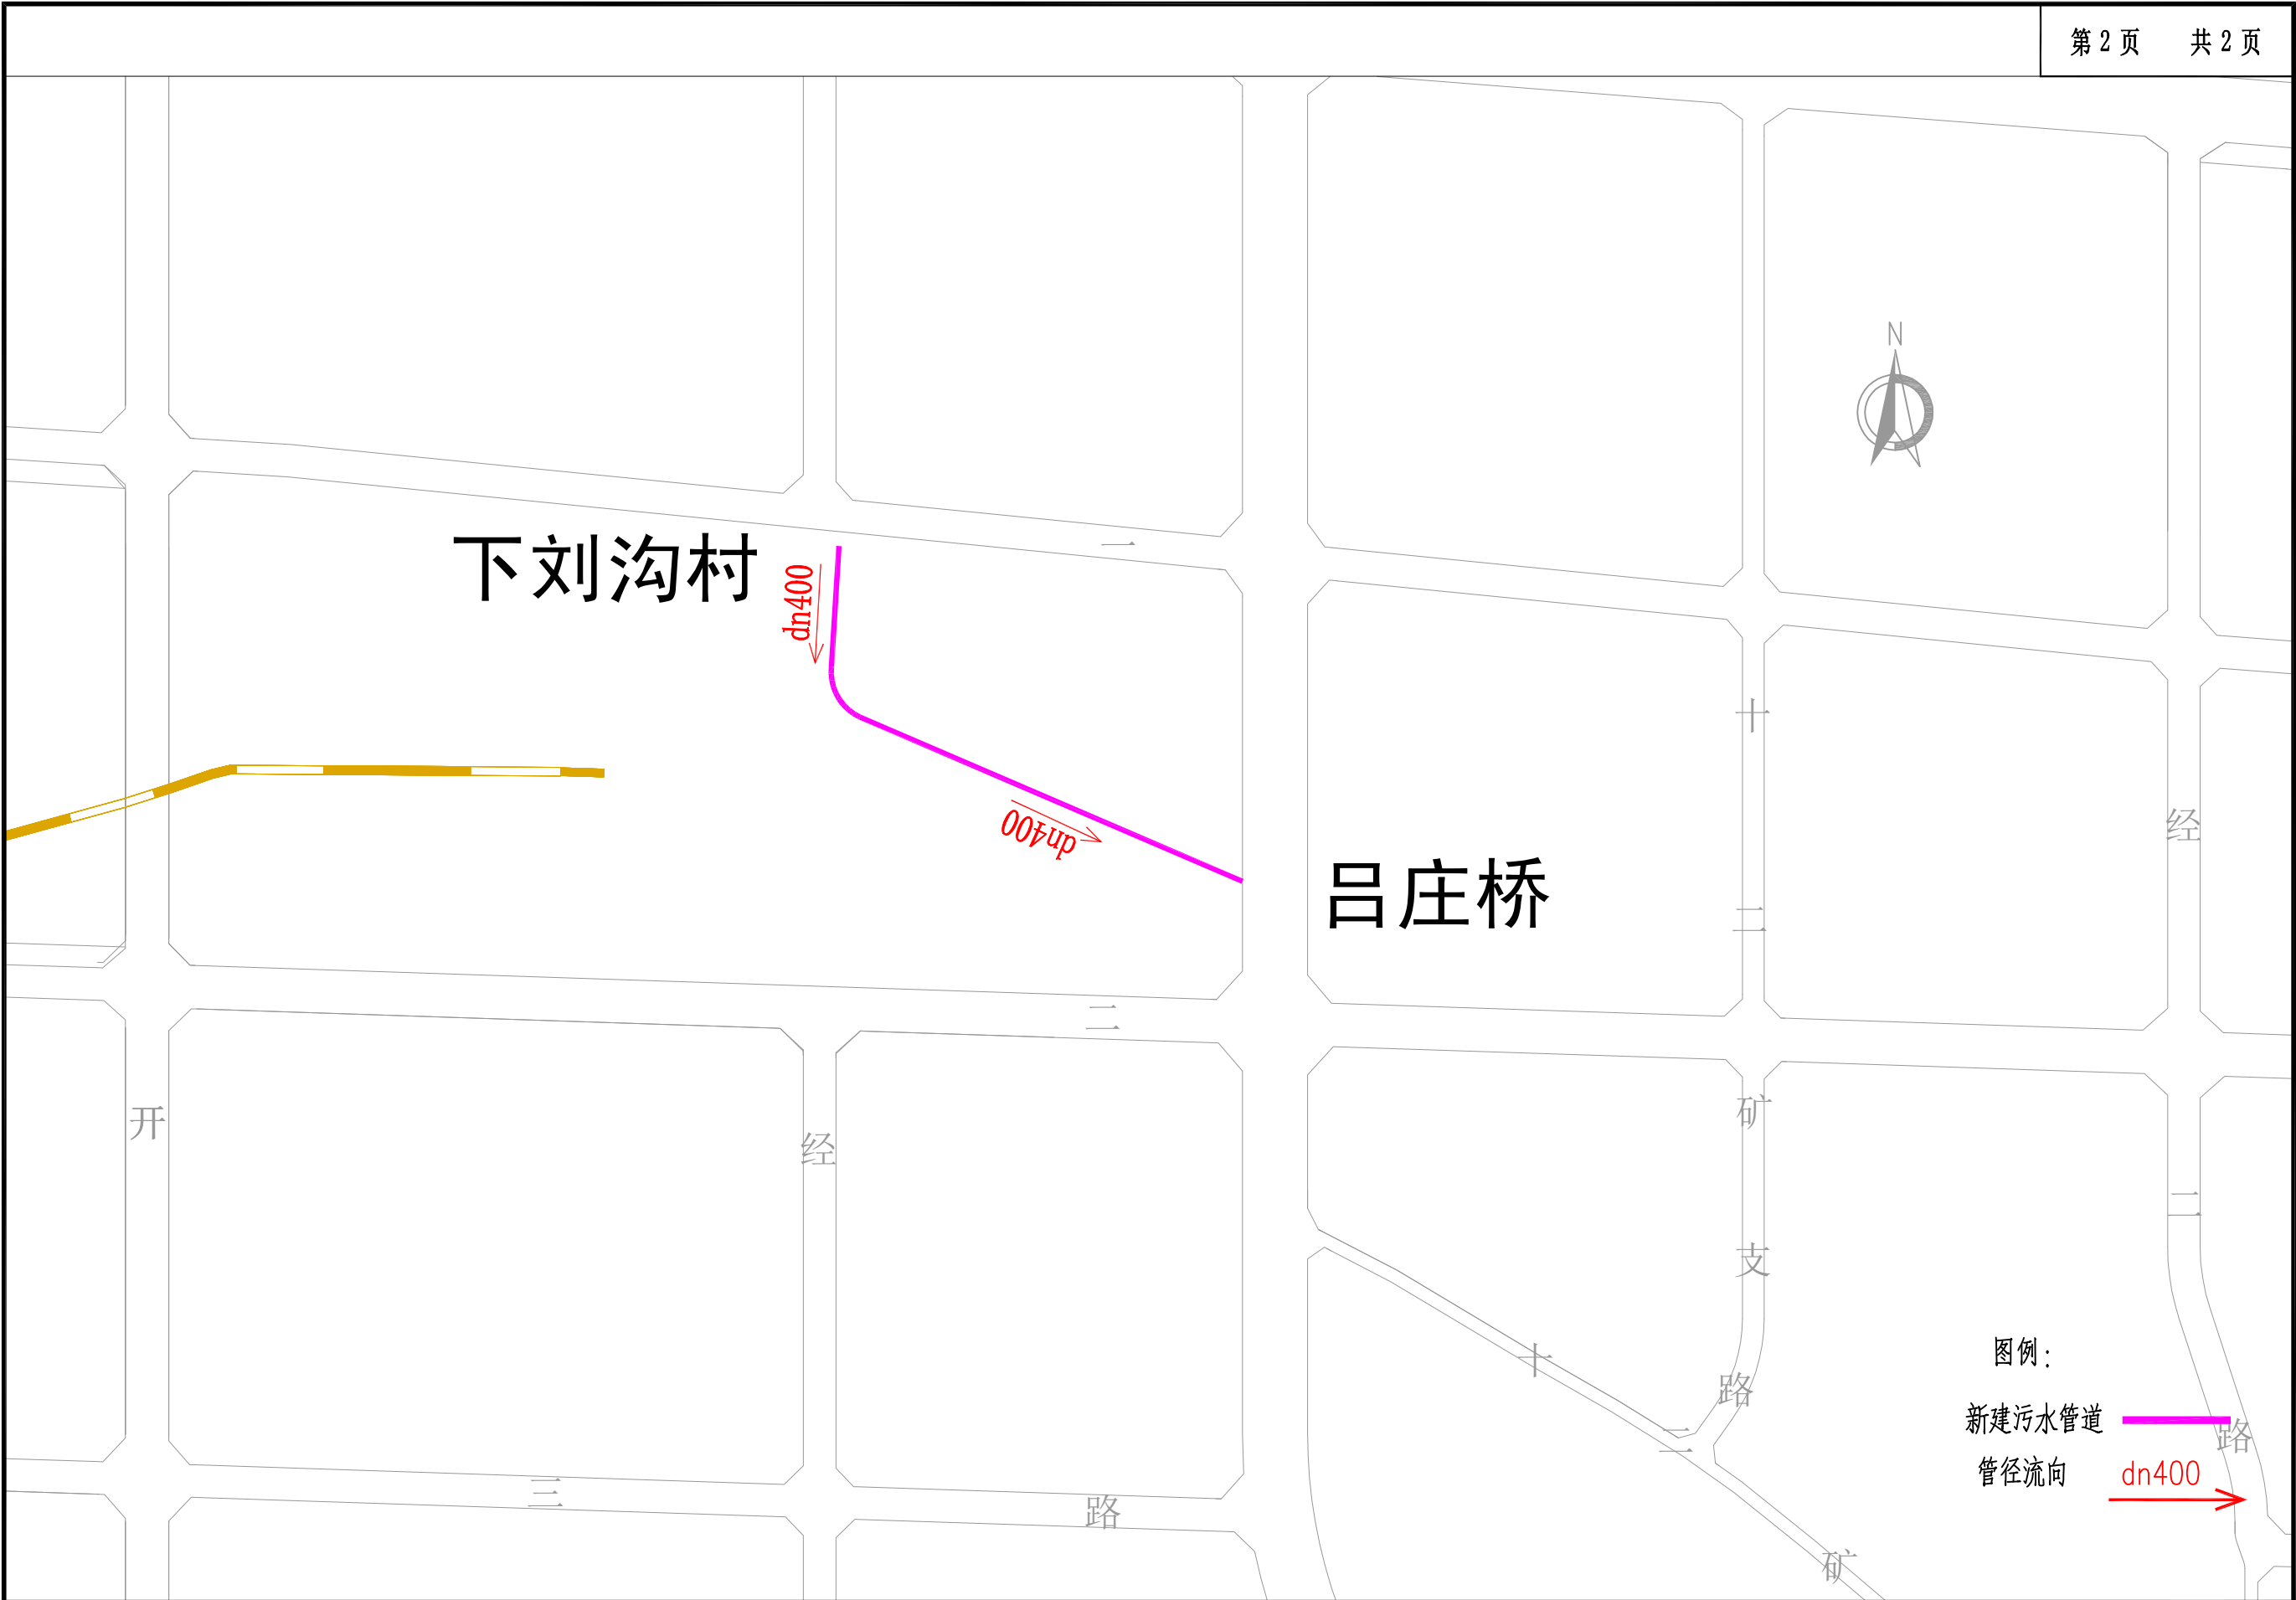 第 2 页 共 2 页
N
下刘沟村
一
dn400
十
经
dn400
吕庄桥
二
二
开
矿
经
二
支
图例：
十
路
新建污水管道
路
二
管径流向 dn400
三
路
矿